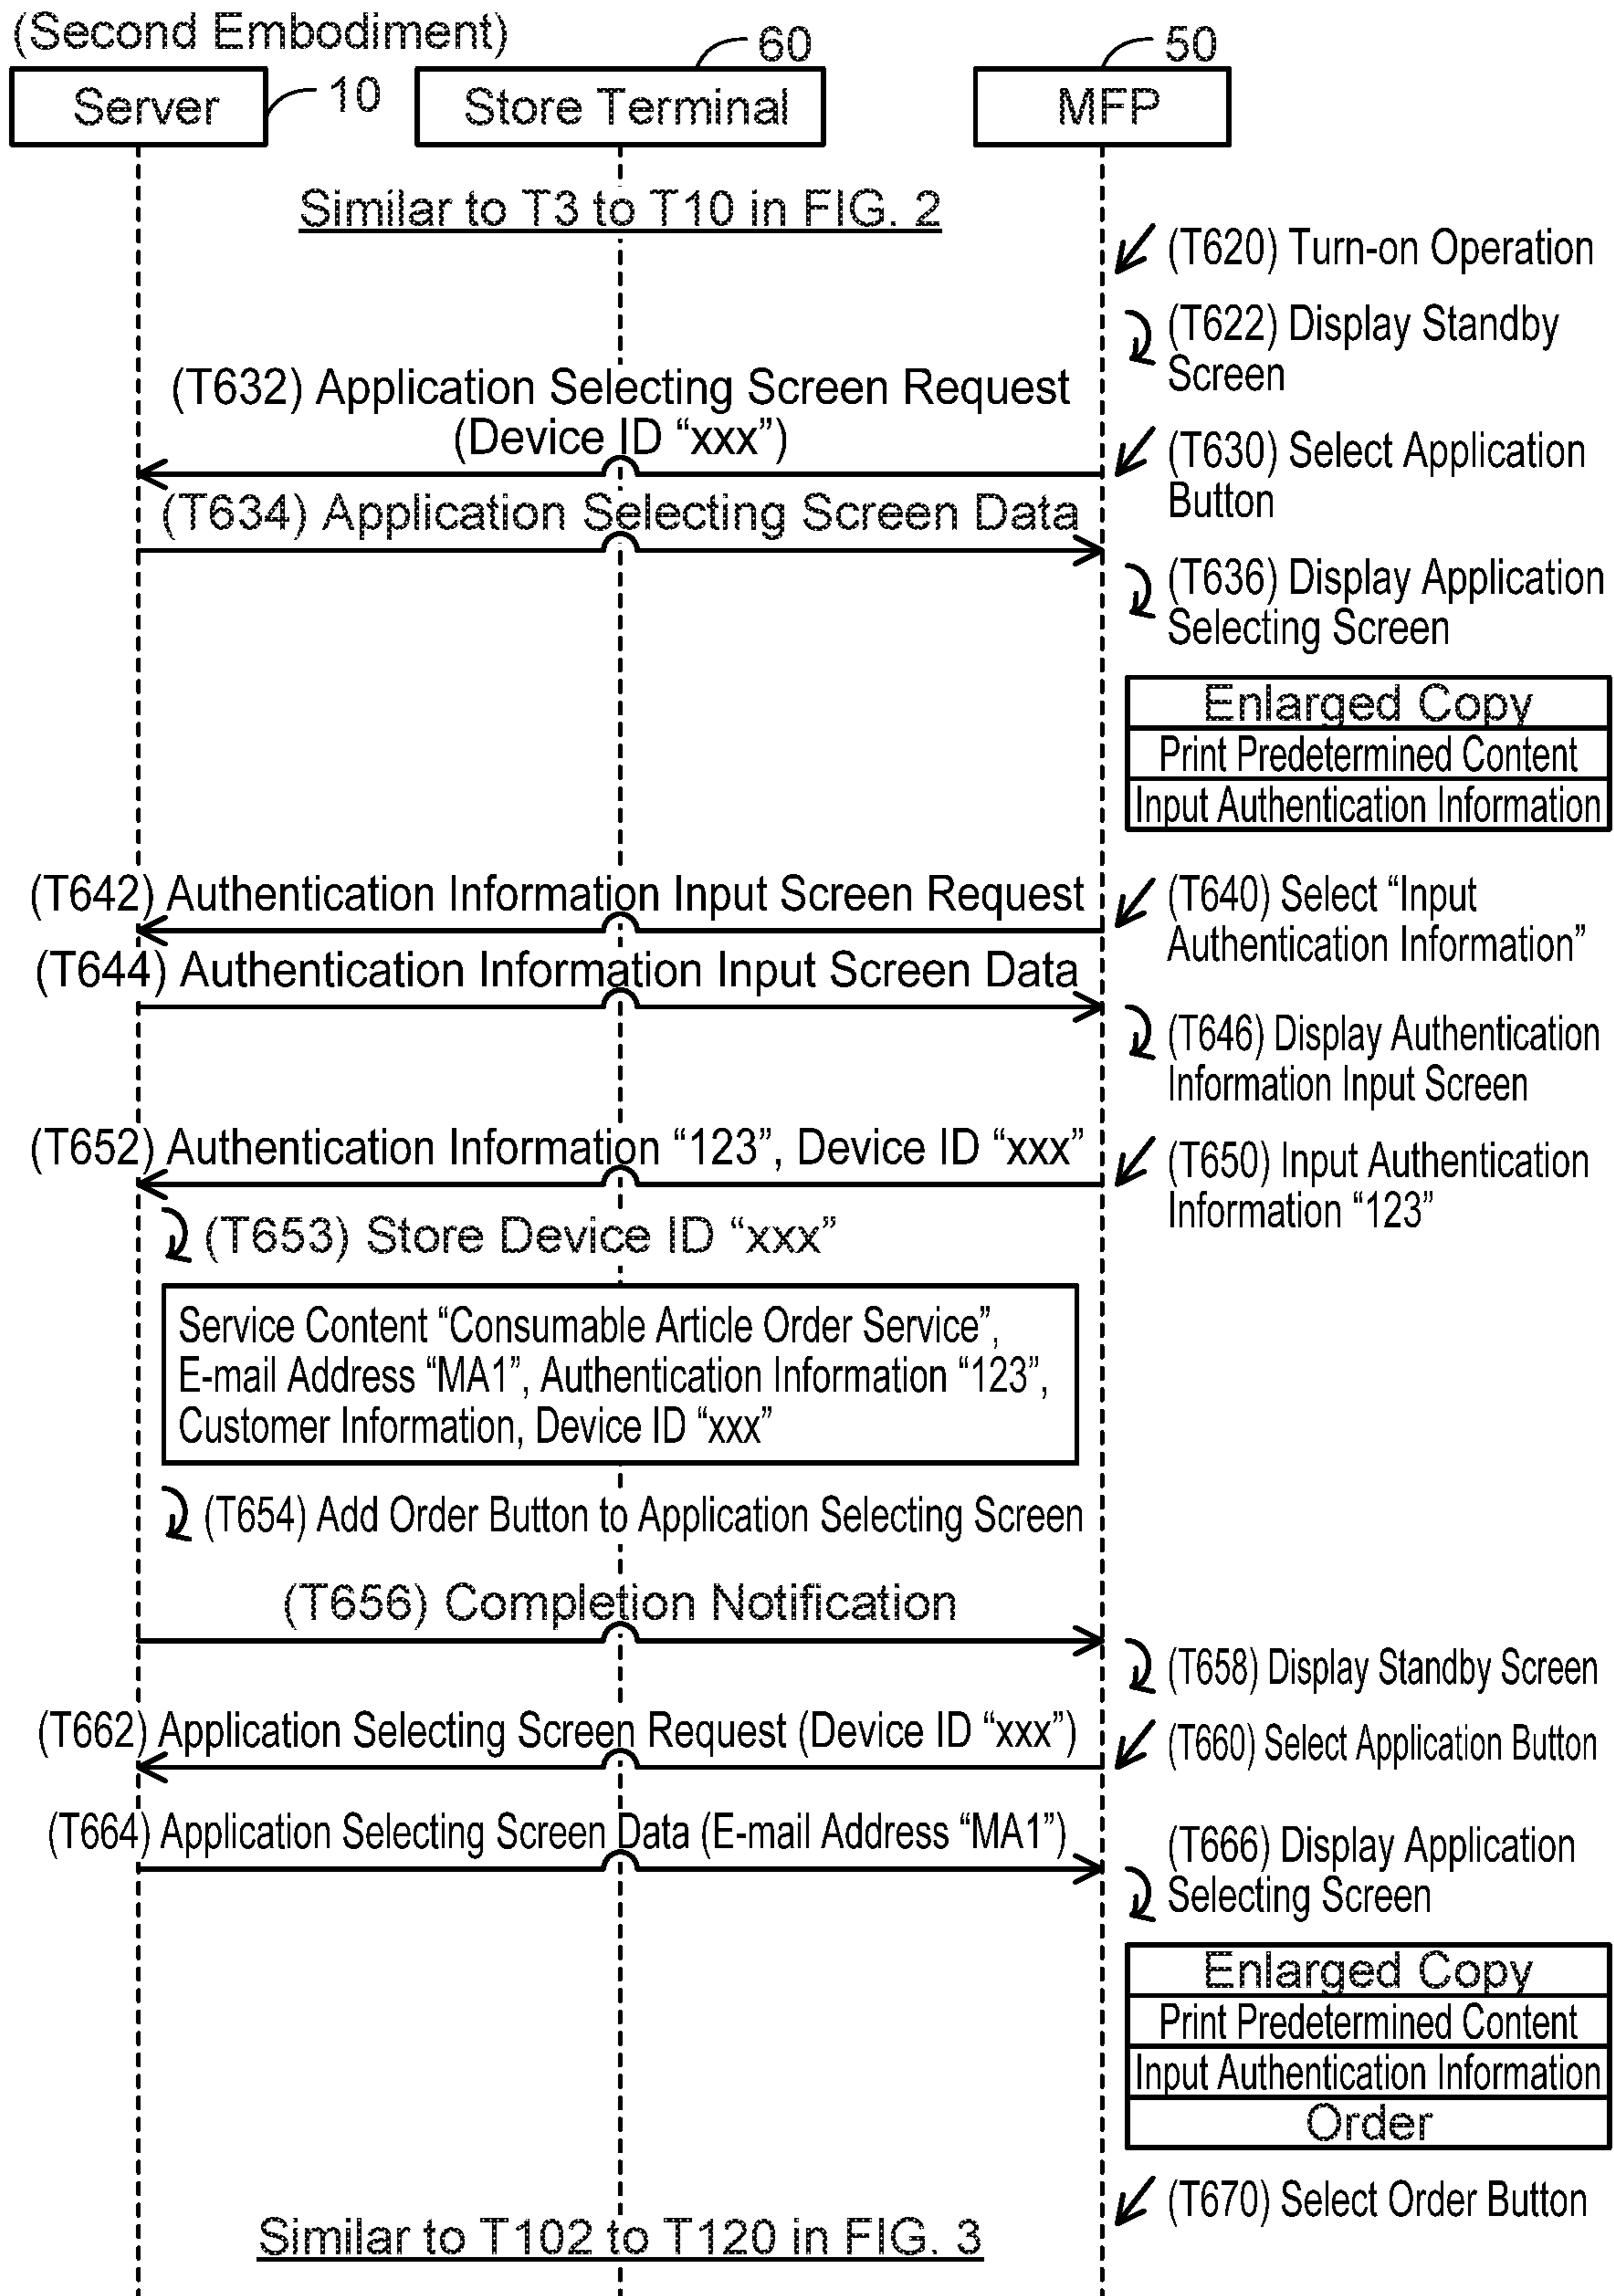 (Second Embodiment)
60
50
Server
10
Store Terminal
MFP
Similar to T3 to T10 in FIG. 2
(T620) Turn-on Operation
(T622) Display Standby
Screen
(T632) Application Selecting Screen Request
(Device ID “xxx”)
(T630) Select Application
Button
(T634) Application Selecting Screen Data
(T636) Display Application
Selecting Screen
Enlarged Copy
Print Predetermined Content
Input Authentication Information
(T642) Authentication Information Input Screen Request
(T640) Select “Input
Authentication Information”
(T644) Authentication Information Input Screen Data
(T646) Display Authentication
Information Input Screen
(T652) Authentication Information “123”, Device ID “xxx”
(T650) Input Authentication
Information “123”
(T653) Store Device ID “xxx”
Service Content “Consumable Article Order Service”,
E-mail Address “MA1”, Authentication Information “123”,
Customer Information, Device ID “xxx”
(T654) Add Order Button to Application Selecting Screen
(T656) Completion Notification
(T658) Display Standby Screen
(T662) Application Selecting Screen Request (Device ID “xxx”)
(T660) Select Application Button
(T664) Application Selecting Screen Data (E-mail Address “MA1”)
(T666) Display Application
Selecting Screen
Enlarged Copy
Print Predetermined Content
Input Authentication Information
Order
(T670) Select Order Button
Similar to T102 to T120 in FIG. 3